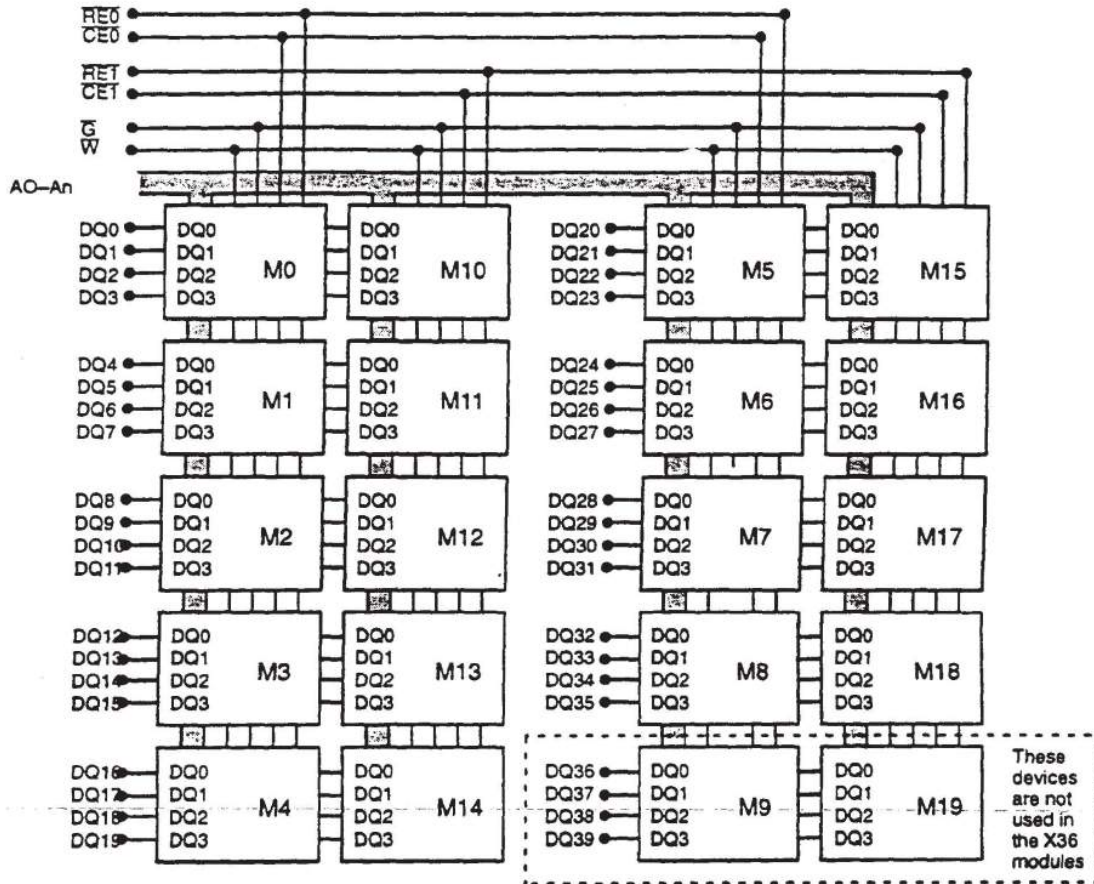 RE0
CE0
RE1
CE1
G
W
AO–An
DQ0 DQ0 DQ0 DQ20 DQ0 DQ0
DQ1 DQ1 DQ1 DQ21 DQ1 DQ1
DQ2 DQ2 M0 DQ2 M10 DQ22 DQ2 M5 DQ2 M15
DQ3 DQ3 DQ3 DQ23 DQ3 DQ3
DQ4 DQ0 DQ0 DQ24 DQ0 DQ0
DQ5 DQ1 DQ1 DQ25 DQ1 DQ1
DQ6 DQ2 M1 DQ2 M11 DQ26 DQ2 M6 DQ2 M16
DQ7 DQ3 DQ3 DQ27 DQ3 DQ3
DQ8 DQ0 DQ0 DQ28 DQ0 DQ0
DQ9 DQ1 DQ1 DQ29 DQ1 DQ1
DQ10 DQ2 M2 DQ2 M12 DQ30 DQ2 M7 DQ2 M17
DQ11 DQ3 DQ3 DQ31 DQ3 DQ3
DQ12 DQ0 DQ0 DQ32 DQ0 DQ0
DQ13 DQ1 DQ1 DQ33 DQ1 DQ1
DQ14 DQ2 M3 DQ2 M13 DQ34 DQ2 M8 DQ2 M18
DQ15 DQ3 DQ3 DQ35 DQ3 DQ3
DQ16 DQ0 DQ0 DQ36 DQ0 DQ0
DQ17 DQ1 DQ1 DQ37 DQ1 DQ1
DQ18 DQ2 M4 DQ2 M14 DQ38 DQ2 M9 DQ2 M19
DQ19 DQ3 DQ3 DQ39 DQ3 DQ3
These
devices
are not
used in
the X36
modules